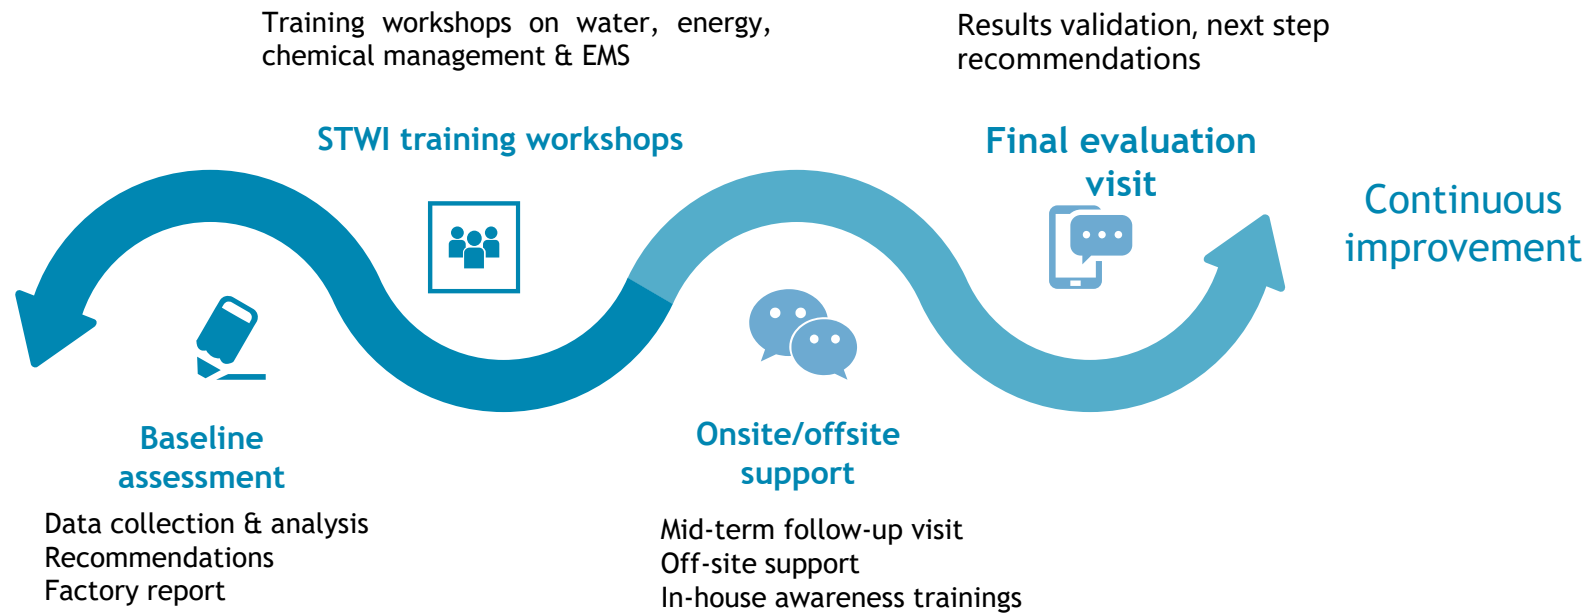 Training workshops on water, energy,
chemical management & EMS
Results validation, next step
recommendations
STWI training workshops
Final evaluation
visit
Continuous
improvement
Baseline
assessment
Data collection & analysis
Recommendations
Factory report
Onsite/offsite
support
Mid-term follow-up visit
Off-site support
In-house awareness trainings